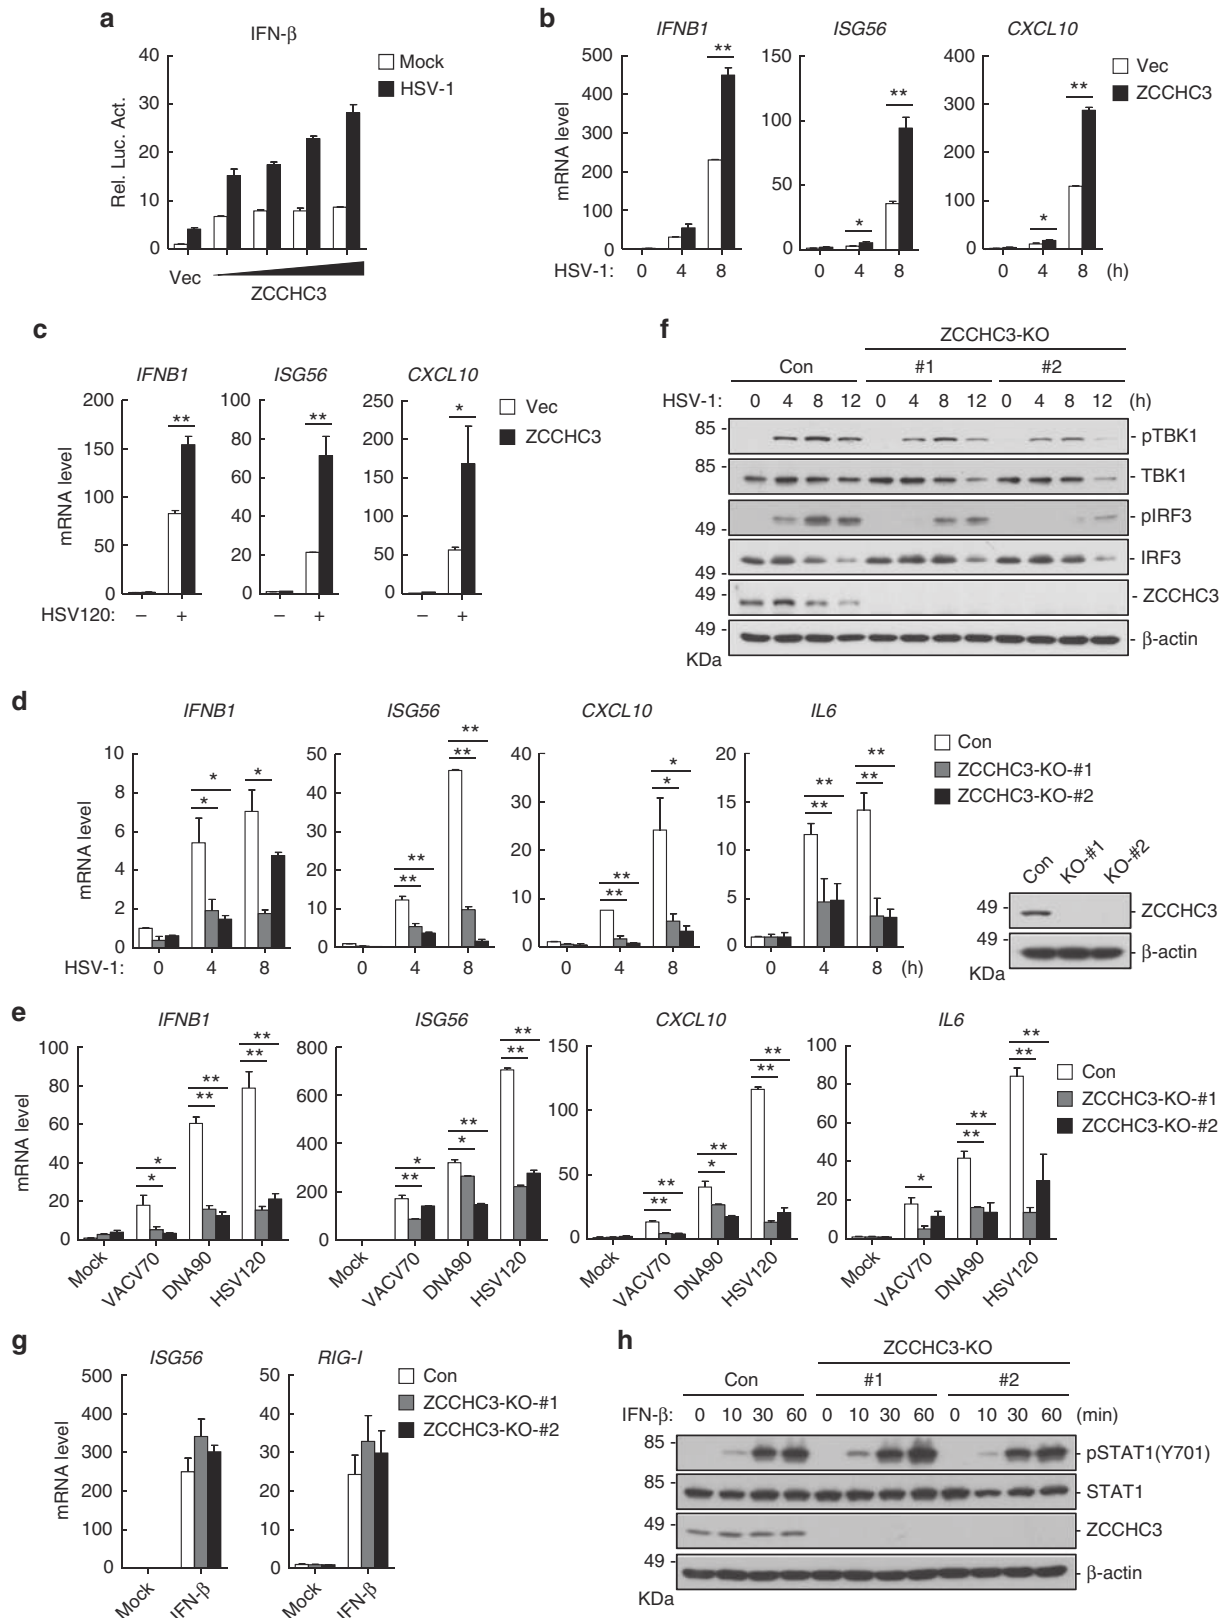 a
IFN-β
Rel. Luc. Act.
40
30
20
10
0
Mock
HSV-1
Vec
ZCCHC3
b
IFNB1
ISG56
CXCL10
mRNA level
500
400
300
200
100
0
**
150
100
50
0
*
**
400
300
200
100
0
*
**
Vec
ZCCHC3
HSV-1:
0 4 8
0 4 8
0 4 8 (h)
c
IFNB1
ISG56
CXCL10
mRNA level
200
150
100
50
0
**
100
80
60
40
20
0
**
250
200
150
100
50
0
*
Vec
ZCCHC3
HSV120:
– +
– +
– +
f
ZCCHC3-KO
Con #1 #2
HSV-1: 0 4 8 12 0 4 8 12 0 4 8 12 (h)
85 - - pTBK1
85 - - TBK1
49 - - pIRF3
49 - - IRF3
49 - - ZCCHC3
49 - - β-actin
KDa
d
IFNB1
ISG56
CXCL10
IL6
mRNA level
10
8
6
4
2
0
*
*
*
50
40
30
20
10
0
**
**
**
**
40
30
20
10
0
**
**
*
*
20
15
10
5
0
**
**
**
**
Con
ZCCHC3-KO-#1
ZCCHC3-KO-#2
HSV-1: 0 4 8
0 4 8
0 4 8
0 4 8 (h)
Con KO-#1 KO-#2
49 - - ZCCHC3
49 - - β-actin
KDa
e
IFNB1
ISG56
CXCL10
IL6
mRNA level
100
80
60
40
20
0
*
*
**
**
**
**
800
600
400
200
0
*
**
**
*
**
**
150
100
50
0
**
**
**
*
**
**
100
80
60
40
20
0
*
**
**
**
**
Con
ZCCHC3-KO-#1
ZCCHC3-KO-#2
Mock VACV70 DNA90 HSV120
Mock VACV70 DNA90 HSV120
Mock VACV70 DNA90 HSV120
Mock VACV70 DNA90 HSV120
g
ISG56
RIG-I
mRNA level
500
400
300
200
100
0
50
40
30
20
10
0
Con
ZCCHC3-KO-#1
ZCCHC3-KO-#2
Mock IFN-β
Mock IFN-β
h
ZCCHC3-KO
Con #1 #2
IFN-β: 0 10 30 60 0 10 30 60 0 10 30 60 (min)
85 - - pSTAT1(Y701)
85 - - STAT1
49 - - ZCCHC3
49 - - β-actin
KDa